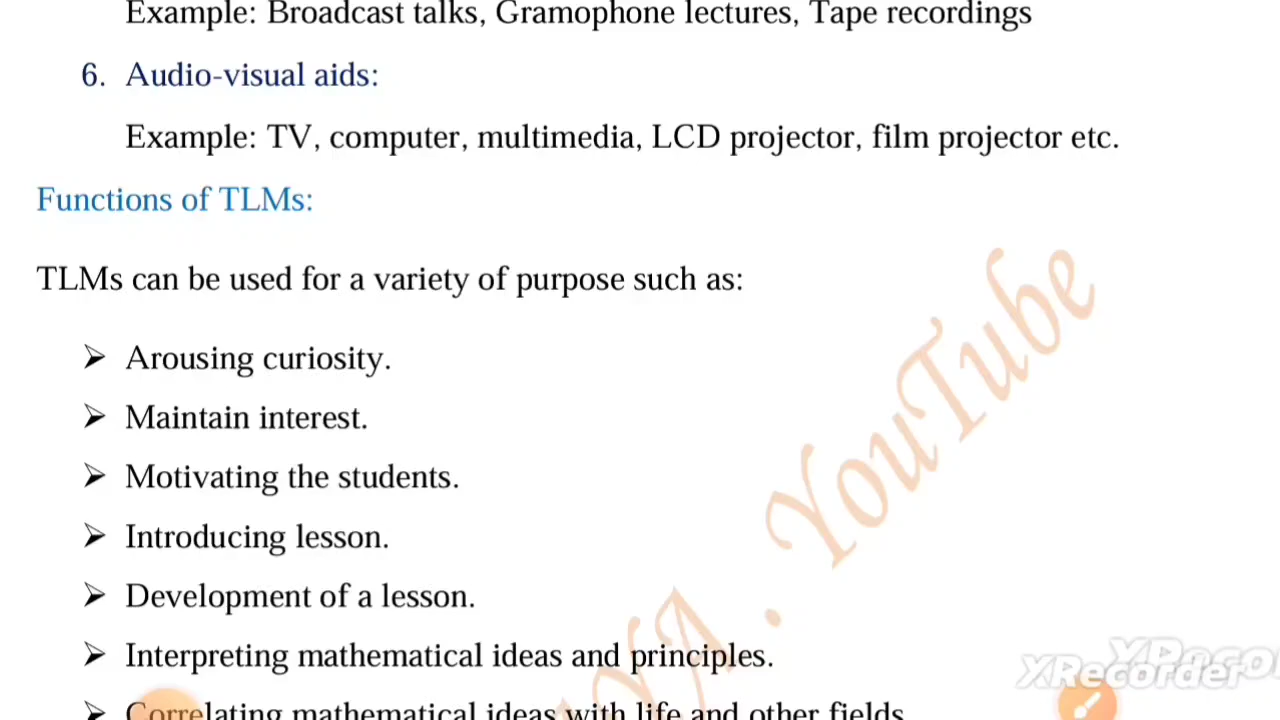 Example: Broadcast talks, Gramophone lectures, Tape recordings
6. Audio-visual aids:
Example: TV, computer, multimedia, LCD projector, film projector etc.
Functions of TLMs:
TLMs can be used for a variety of purpose such as:
➢ Arousing curiosity.
➢ Maintain interest.
➢ Motivating the students.
➢ Introducing lesson.
➢ Development of a lesson.
➢ Interpreting mathematical ideas and principles.
➢ Correlating mathematical ideas with life and other fields
YA . YouTube
XRecorder